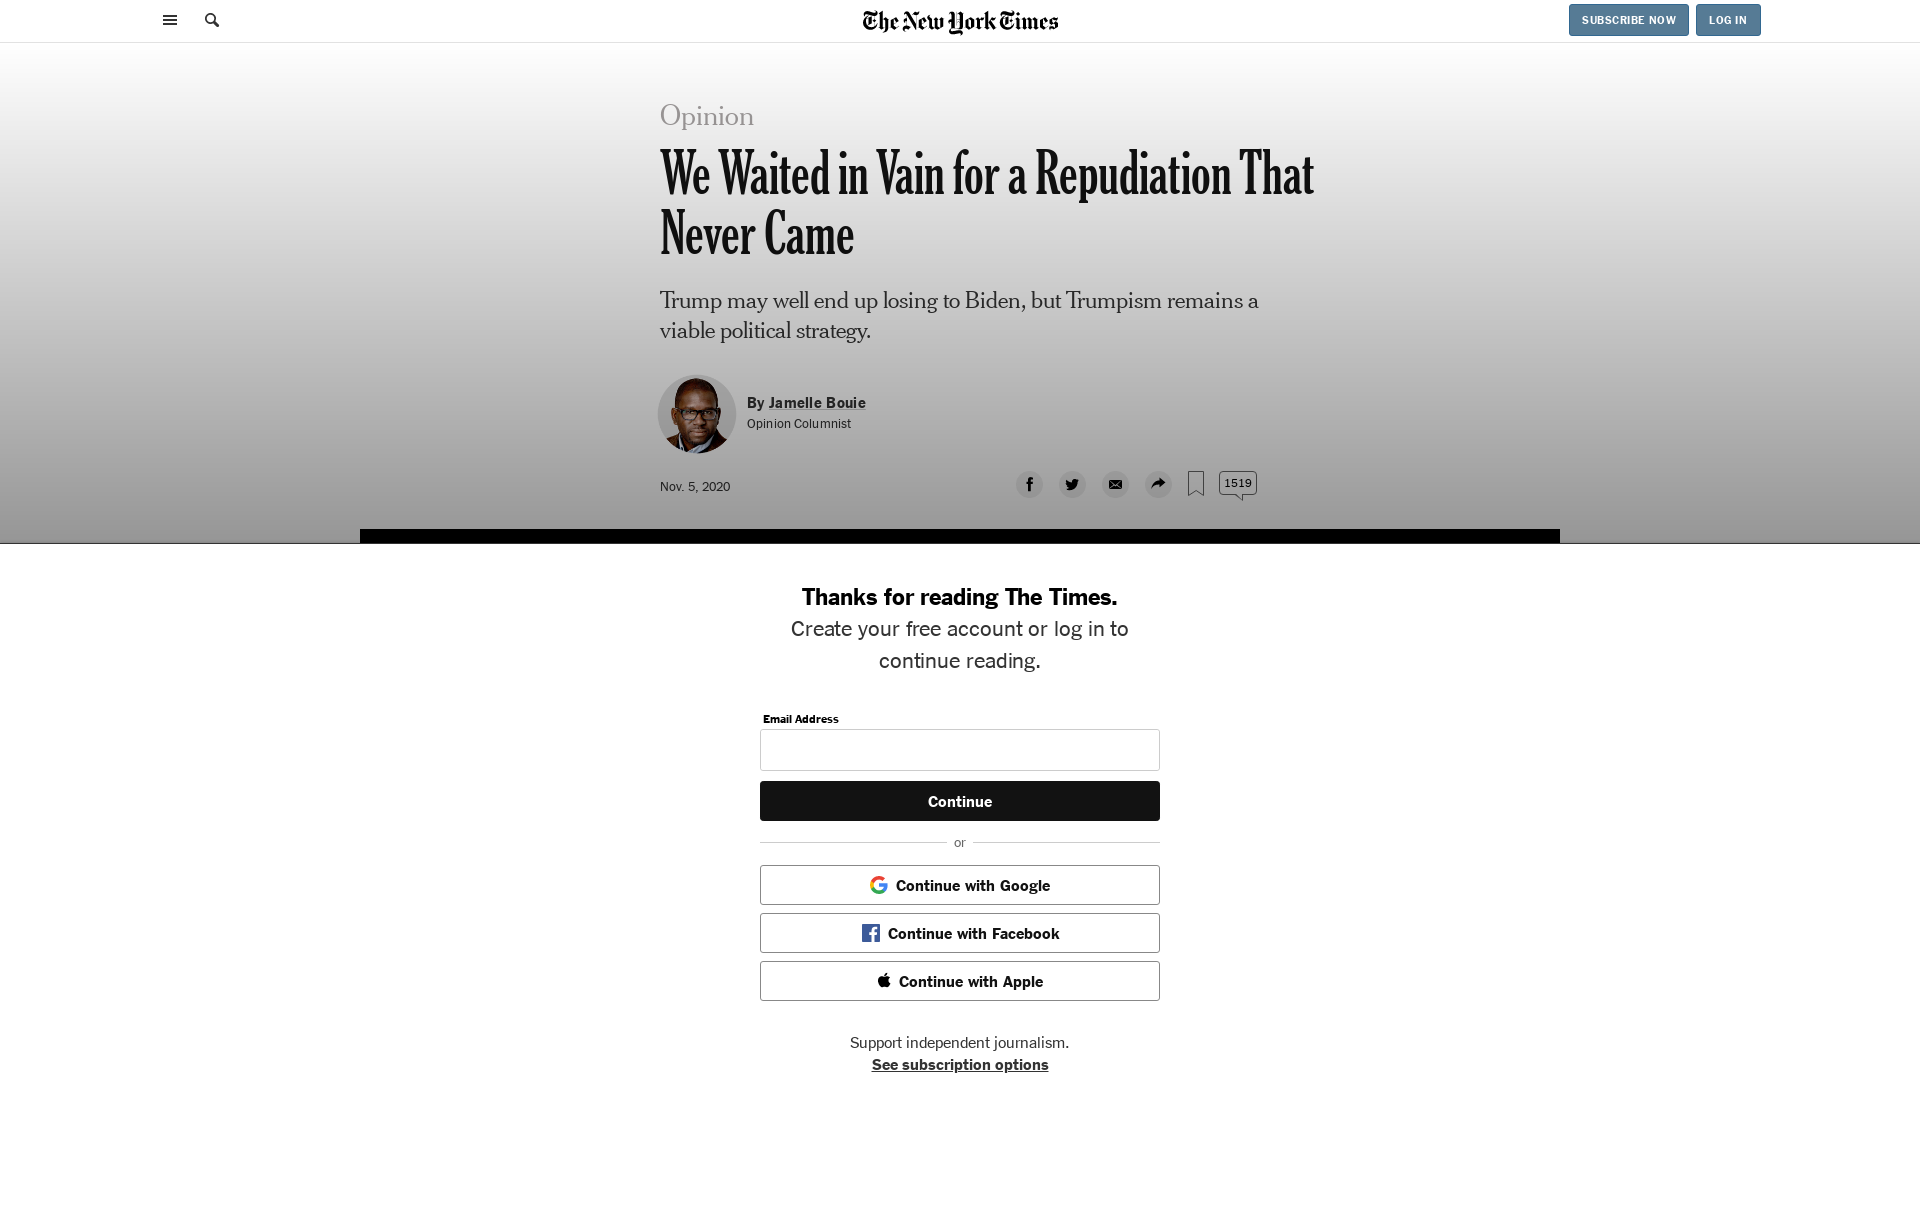 The New York Times
SUBSCRIBE NOW
LOG IN
Opinion
We Waited in Vain for a Repudiation That
Never Came
Trump may well end up losing to Biden, but Trumpism remains a
viable political strategy.
By Jamelle Bouie
Opinion Columnist
Nov. 5, 2020
1519
Thanks for reading The Times.
Create your free account or log in to
continue reading.
Email Address
Continue
or
Continue with Google
Continue with Facebook
Continue with Apple
Support independent journalism.
See subscription options